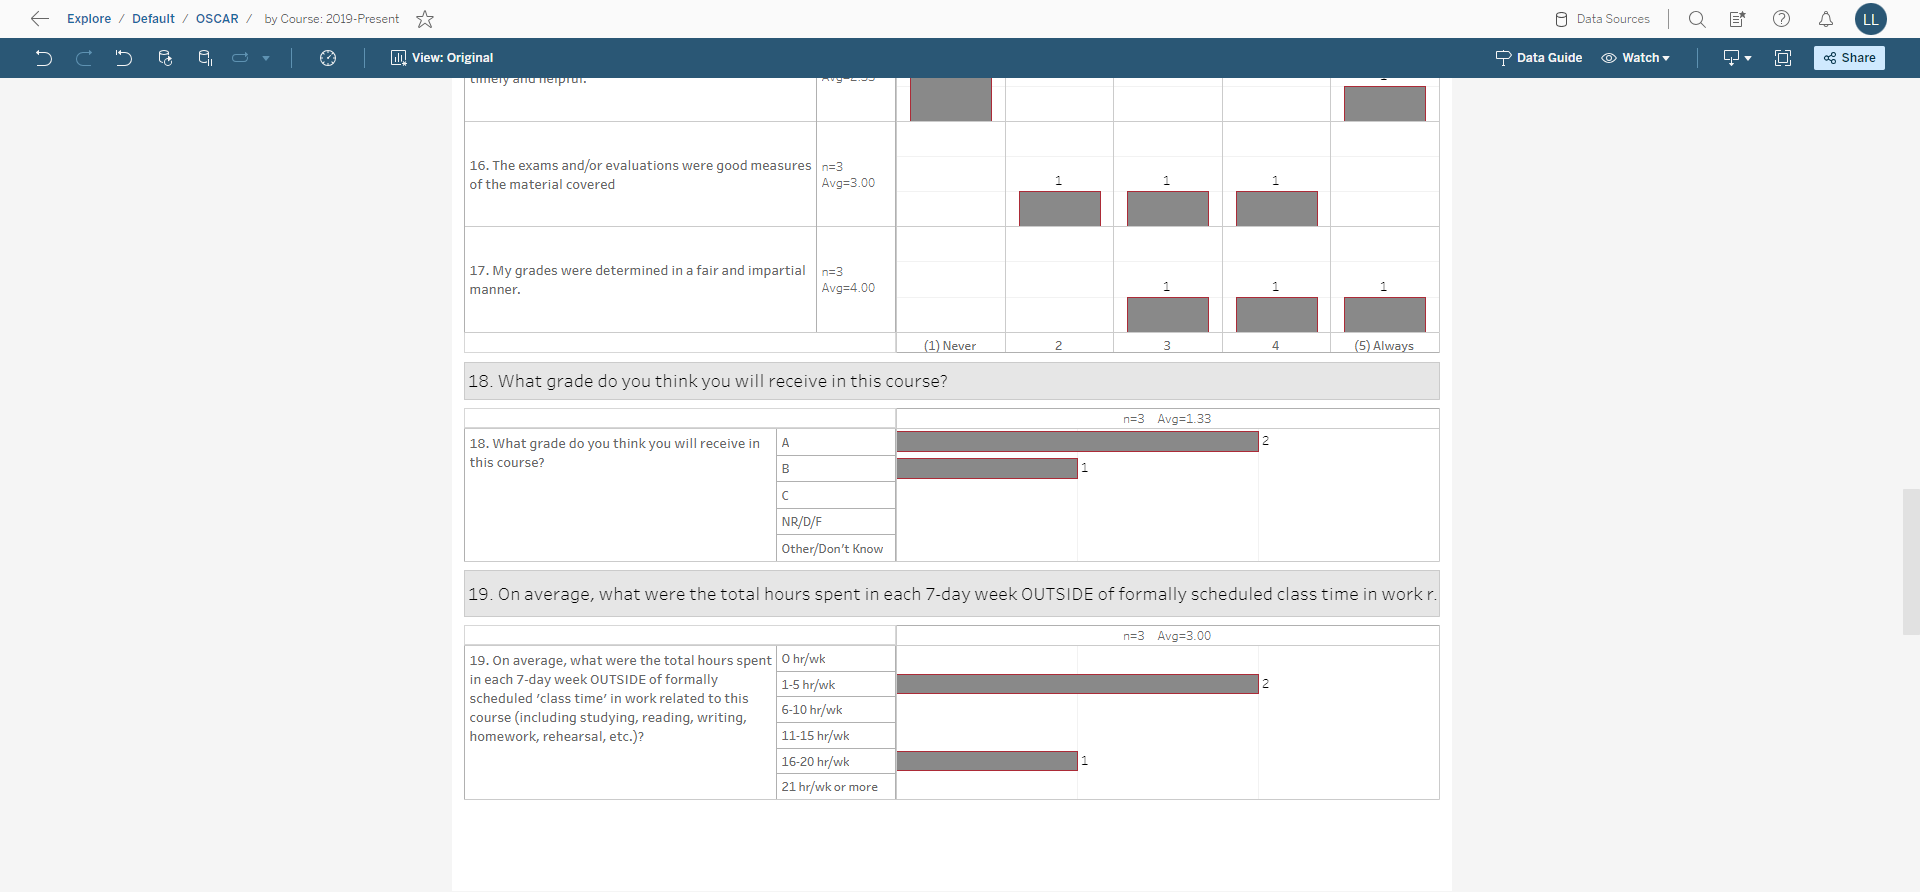 Explore / Default / OSCAR / by Course: 2019-Present
Data Sources
LL
View: Original
Data Guide
Watch
Share
timely and helpful.
Avg=2.33
1
16. The exams and/or evaluations were good measures
of the material covered
n=3
Avg=3.00
1 1 1
17. My grades were determined in a fair and impartial
manner.
n=3
Avg=4.00
1 1 1
(1) Never 2 3 4 (5) Always
18. What grade do you think you will receive in this course?
n=3 Avg=1.33
18. What grade do you think you will receive in
this course?
A 2
B 1
C
NR/D/F
Other/Don't Know
19. On average, what were the total hours spent in each 7-day week OUTSIDE of formally scheduled class time in work r.
n=3 Avg=3.00
19. On average, what were the total hours spent
in each 7-day week OUTSIDE of formally
scheduled ‘class time’ in work related to this
course (including studying, reading, writing,
homework, rehearsal, etc.)?
0 hr/wk
1-5 hr/wk 2
6-10 hr/wk
11-15 hr/wk
16-20 hr/wk 1
21 hr/wk or more